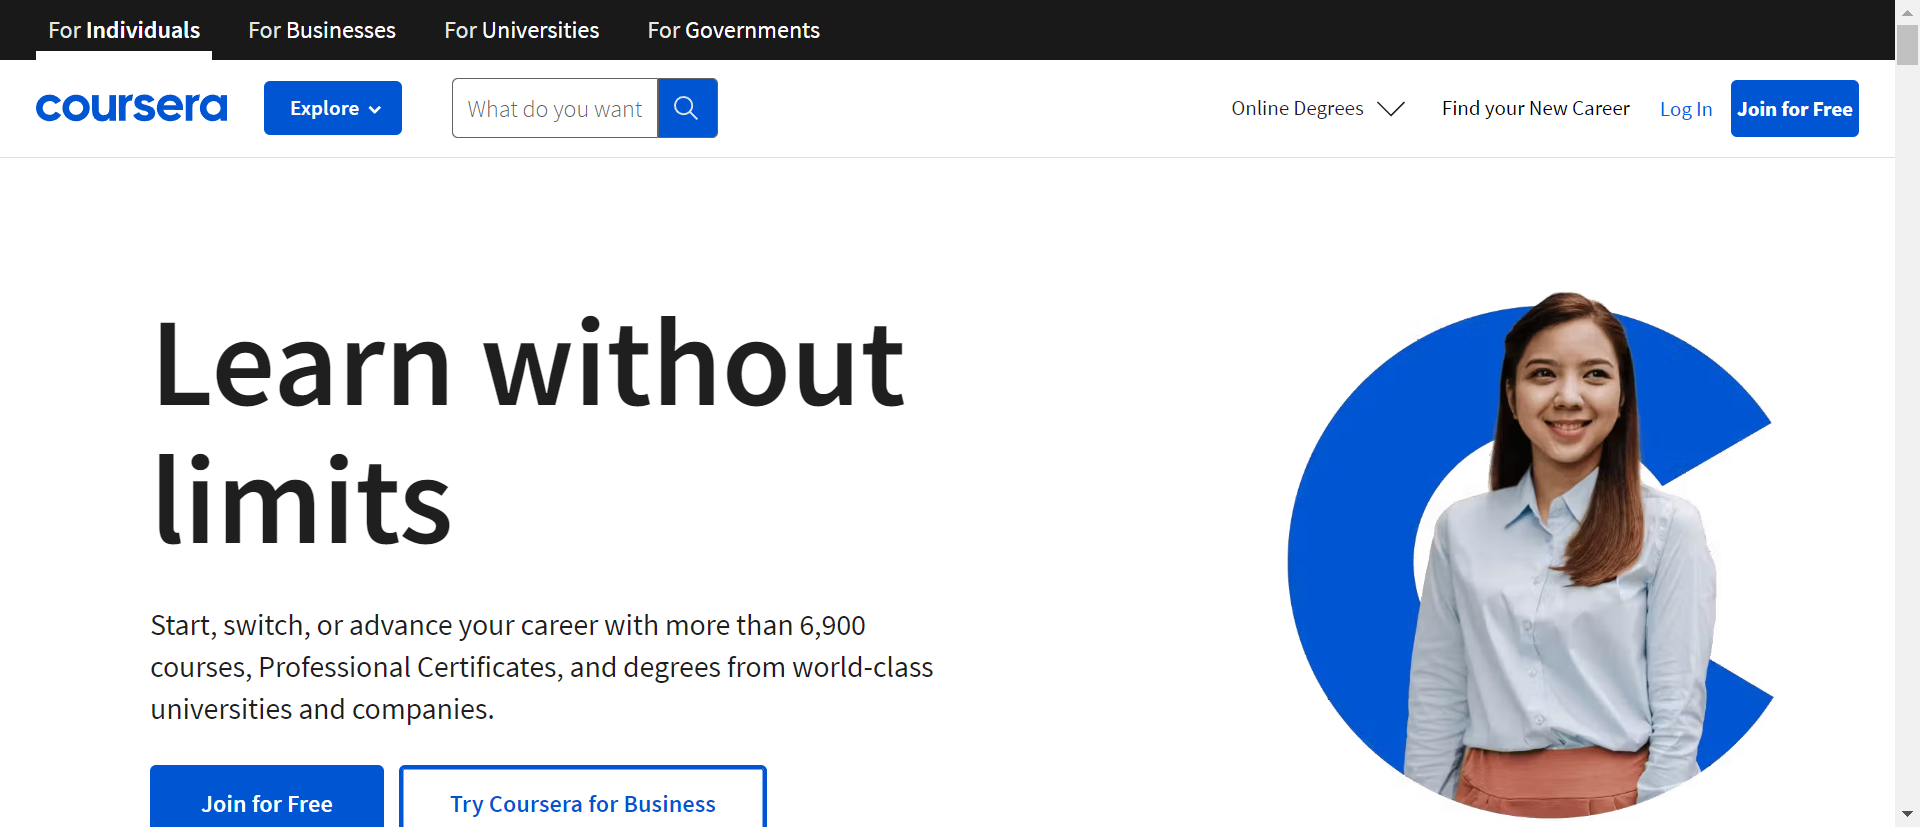 For Individuals For Businesses For Universities For Governments
coursera Explore What do you want Online Degrees Find your New Career Log In Join for Free
Learn without
limits
Start, switch, or advance your career with more than 6,900
courses, Professional Certificates, and degrees from world-class
universities and companies.
Join for Free Try Coursera for Business